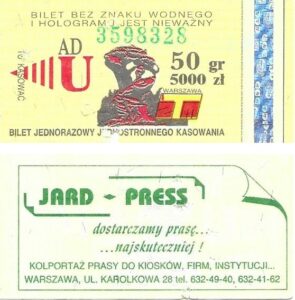 BILET BEZ ZNAKU WODNEGO
I HOLOGRAMU JEST NIEWAŻNY
3598328
TU KASOWAĆ
AD
U
50 gr
5000 zł
WARSZAWA
BILET JEDNORAZOWY JEDNOSTRONNEGO KASOWANIA
JARD - PRESS
dostarczamy prasę...
...najskuteczniej !
KOLPORTAŻ PRASY DO KIOSKÓW, FIRM, INSTYTUCJI...
WARSZAWA, UL. KAROLKOWA 28 tel. 632-49-40, 632-41-62